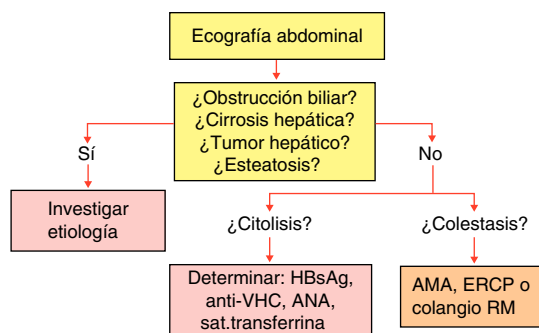 Ecografía abdominal
¿Obstrucción biliar?
¿Cirrosis hepática?
¿Tumor hepático?
¿Esteatosis?
Sí
No
Investigar
etiología
¿Citolisis?
¿Colestasis?
Determinar: HBsAg,
anti-VHC, ANA,
sat.transferrina
AMA, ERCP o
colangio RM